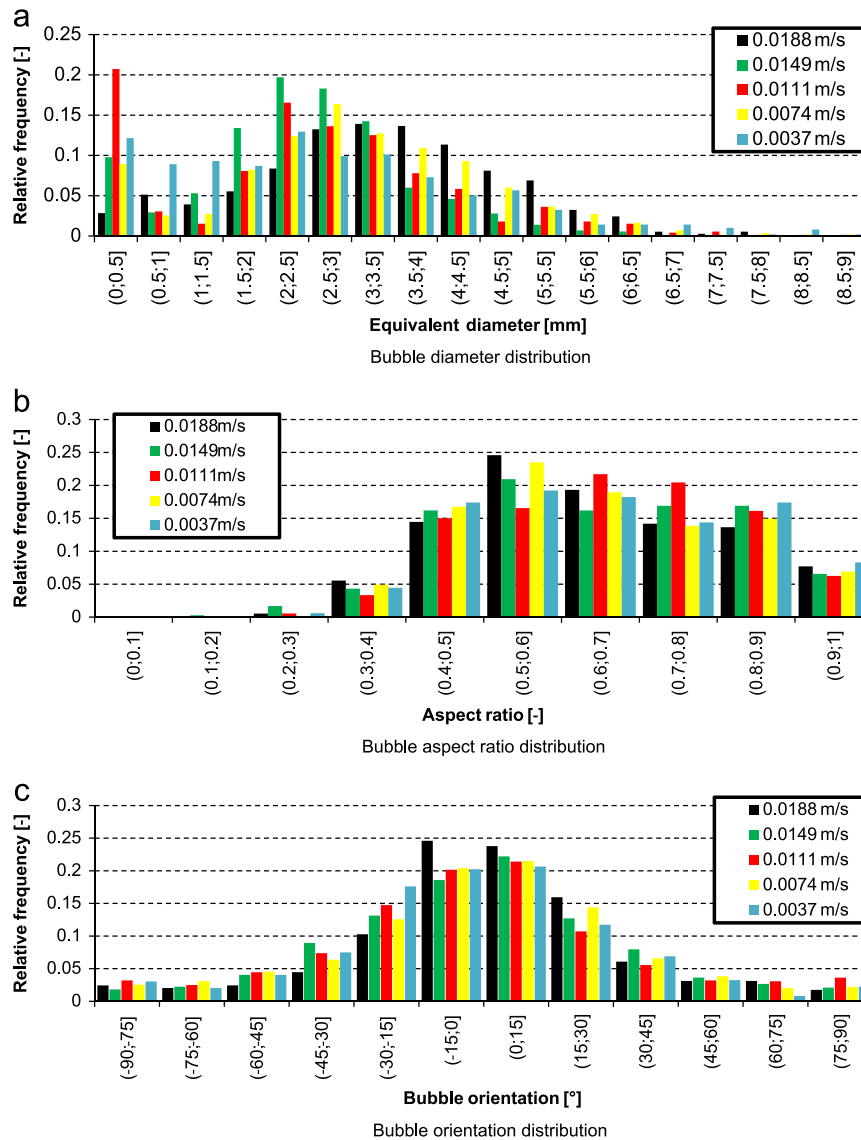 a
Relative frequency [-]
0.25
0.2
0.15
0.1
0.05
0
0.0188 m/s
0.0149 m/s
0.0111 m/s
0.0074 m/s
0.0037 m/s
(0;0.5]
(0.5;1]
(1;1.5]
(1.5;2]
(2;2.5]
(2.5;3]
(3;3.5]
(3.5;4]
(4;4.5]
(4.5;5]
(5;5.5]
(5.5;6]
(6;6.5]
(6.5;7]
(7;7.5]
(7.5;8]
(8;8.5]
(8.5;9]
Equivalent diameter [mm]
Bubble diameter distribution
b
Relative frequency [-]
0.3
0.25
0.2
0.15
0.1
0.05
0
0.0188m/s
0.0149m/s
0.0111m/s
0.0074m/s
0.0037m/s
(0;0.1]
(0.1;0.2]
(0.2;0.3]
(0.3;0.4]
(0.4;0.5]
(0.5;0.6]
(0.6;0.7]
(0.7;0.8]
(0.8;0.9]
(0.9;1]
Aspect ratio [-]
Bubble aspect ratio distribution
c
Relative frequency [-]
0.3
0.25
0.2
0.15
0.1
0.05
0
0.0188 m/s
0.0149 m/s
0.0111 m/s
0.0074 m/s
0.0037 m/s
(-90;-75]
(-75;-60]
(-60;-45]
(-45;-30]
(-30;-15]
(-15;0]
(0;15]
(15;30]
(30;45]
(45;60]
(60;75]
(75;90]
Bubble orientation [°]
Bubble orientation distribution